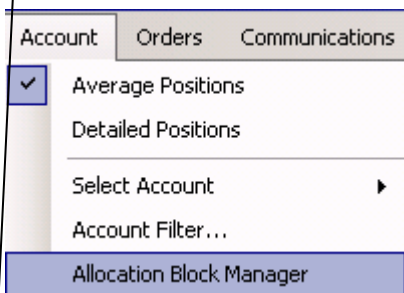 Account Orders Communications
Average Positions
Detailed Positions
Select Account
Account Filter...
Allocation Block Manager